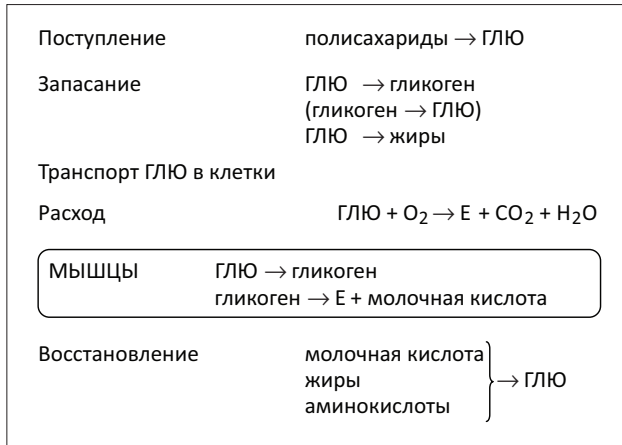 Поступление полисахариды → ГЛЮ
Запасание ГЛЮ → гликоген
(гликоген → ГЛЮ)
ГЛЮ → жиры
Транспорт ГЛЮ в клетки
Расход ГЛЮ + O₂ → E + CO₂ + H₂O
МЫШЦЫ ГЛЮ → гликоген
гликоген → E + молочная кислота
Восстановление молочная кислота
жиры → ГЛЮ
аминокислоты